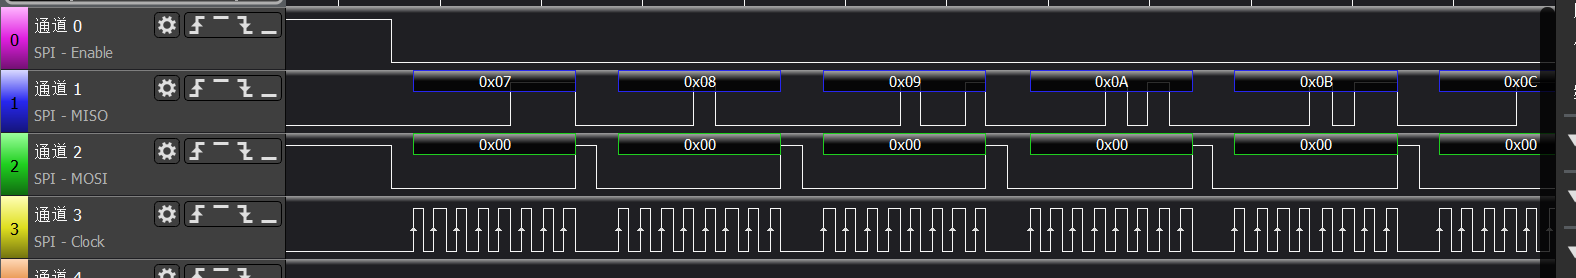 0
通道 0
SPI - Enable
1
通道 1
SPI - MISO
0x07
0x08
0x09
0x0A
0x0B
0x0C
2
通道 2
SPI - MOSI
0x00
0x00
0x00
0x00
0x00
0x00
3
通道 3
SPI - Clock
通道 4